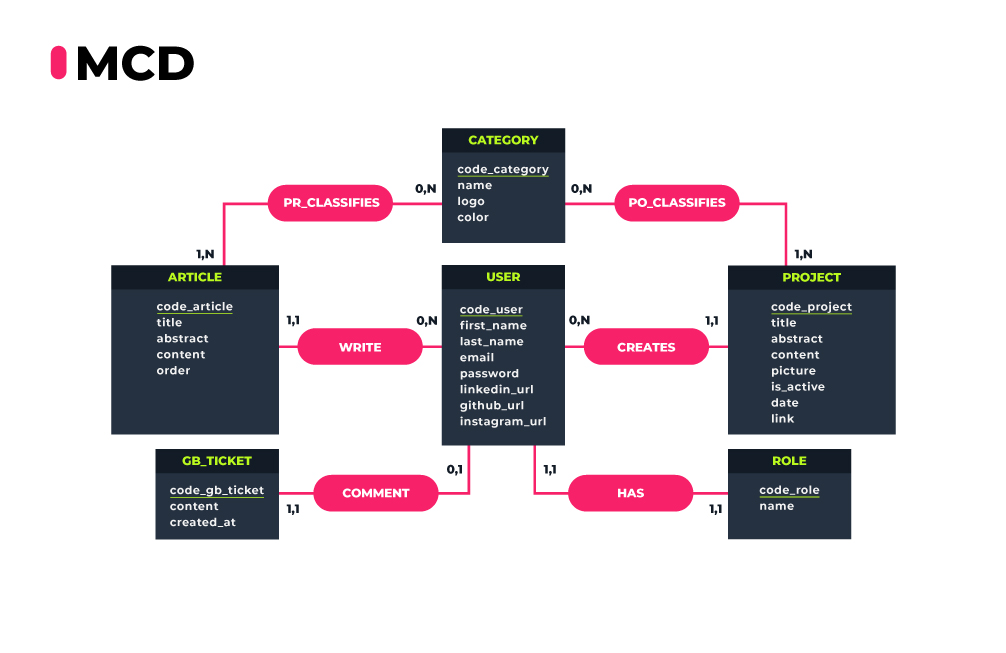 MCD
CATEGORY
code_category
name
logo
color
PR_CLASSIFIES
0,N
0,N
PO_CLASSIFIES
1,N
1,N
ARTICLE
code_article
title
abstract
content
order
1,1
WRITE
0,N
USER
code_user
first_name
last_name
email
password
linkedin_url
github_url
instagram_url
0,N
CREATES
1,1
PROJECT
code_project
title
abstract
content
picture
is_active
date
link
GB_TICKET
code_gb_ticket
content
created_at
1,1
COMMENT
0,1
1,1
HAS
1,1
ROLE
code_role
name